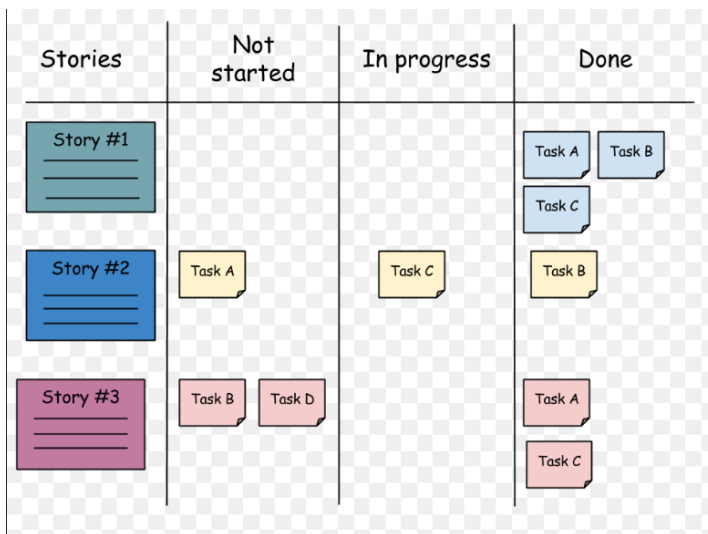 Stories
Not
started
In progress
Done
Story #1
Task A
Task B
Task C
Story #2
Task A
Task C
Task B
Story #3
Task B
Task D
Task A
Task C